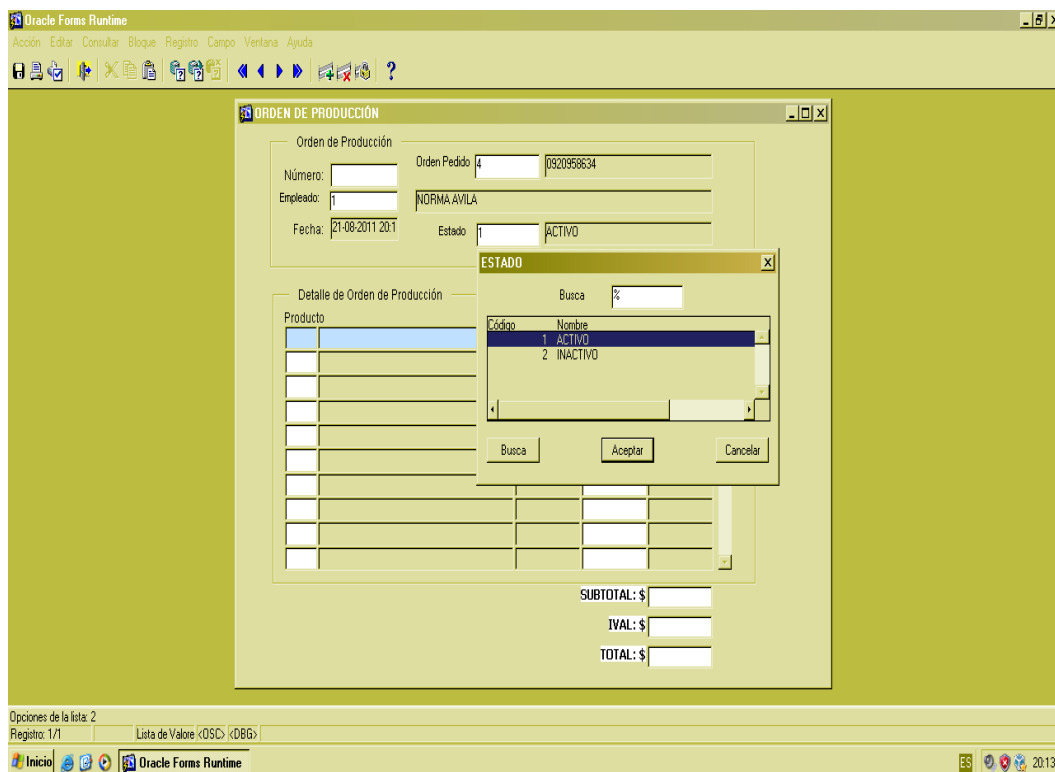 Oracle Forms Runtime
Acción Editar Consultar Bloque Registro Campo Ventana Ayuda
ORDEN DE PRODUCCIÓN
Orden de Producción
Número:
Orden Pedido 4 0920958634
Empleado: 1 NORMA AVILA
Fecha: 21-08-2011 20:1
Estado 1 ACTIVO
ESTADO
Busca %
Código Nombre
1 ACTIVO
2 INACTIVO
Busca Aceptar Cancelar
Detalle de Orden de Producción
Producto
SUBTOTAL: $
IVAL: $
TOTAL: $
Opciones de la lista: 2
Registro: 1/1 Lista de Valore <OSC> <DBG>
Inicio Oracle Forms Runtime ES 20:13